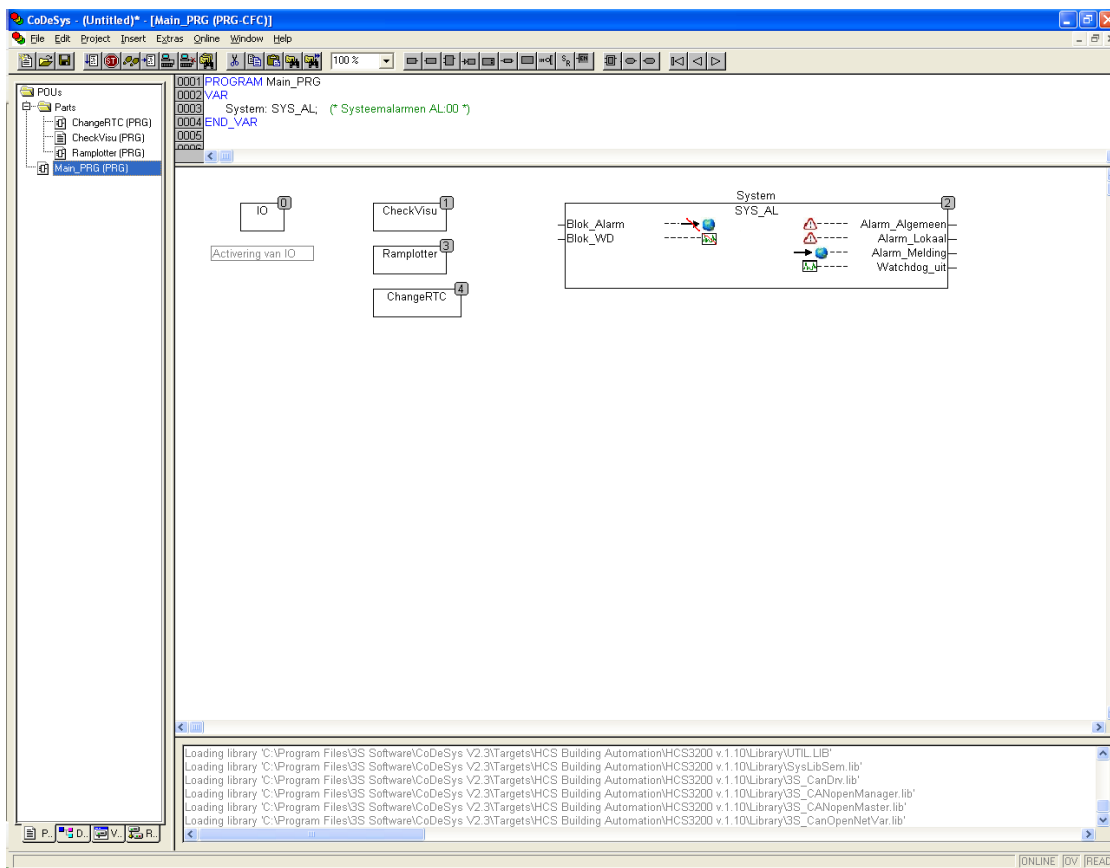 CoDeSys - (Untitled)* - [Main_PRG (PRG-CFC)]
File Edit Project Insert Extras Online Window Help
100 %
POUs
Parts
ChangeRTC (PRG)
CheckVisu (PRG)
Ramplotter (PRG)
Main_PRG (PRG)
0001 PROGRAM Main_PRG
0002 VAR
0003 System: SYS_AL; (* Systeemalarmen AL:00 *)
0004 END_VAR
0005
0006
IO 0
Activering van IO
CheckVisu 1
Ramplotter 3
ChangeRTC 4
System
SYS_AL 2
Blok_Alarm Alarm_Algemeen
Blok_WD Alarm_Lokaal
Alarm_Melding
Watchdog_uit
Loading library 'C:\Program Files\3S Software\CoDeSys V2.3\Targets\HCS Building Automation\HCS3200 v.1.10\Library\UTIL.LIB'
Loading library 'C:\Program Files\3S Software\CoDeSys V2.3\Targets\HCS Building Automation\HCS3200 v.1.10\Library\SysLibSem.lib'
Loading library 'C:\Program Files\3S Software\CoDeSys V2.3\Targets\HCS Building Automation\HCS3200 v.1.10\Library\3S_CanDrv.lib'
Loading library 'C:\Program Files\3S Software\CoDeSys V2.3\Targets\HCS Building Automation\HCS3200 v.1.10\Library\3S_CANopenManager.lib'
Loading library 'C:\Program Files\3S Software\CoDeSys V2.3\Targets\HCS Building Automation\HCS3200 v.1.10\Library\3S_CANopenMaster.lib'
Loading library 'C:\Program Files\3S Software\CoDeSys V2.3\Targets\HCS Building Automation\HCS3200 v.1.10\Library\3S_CanOpenNetVar.lib'
P.. D.. V.. R..
ONLINE OV READ